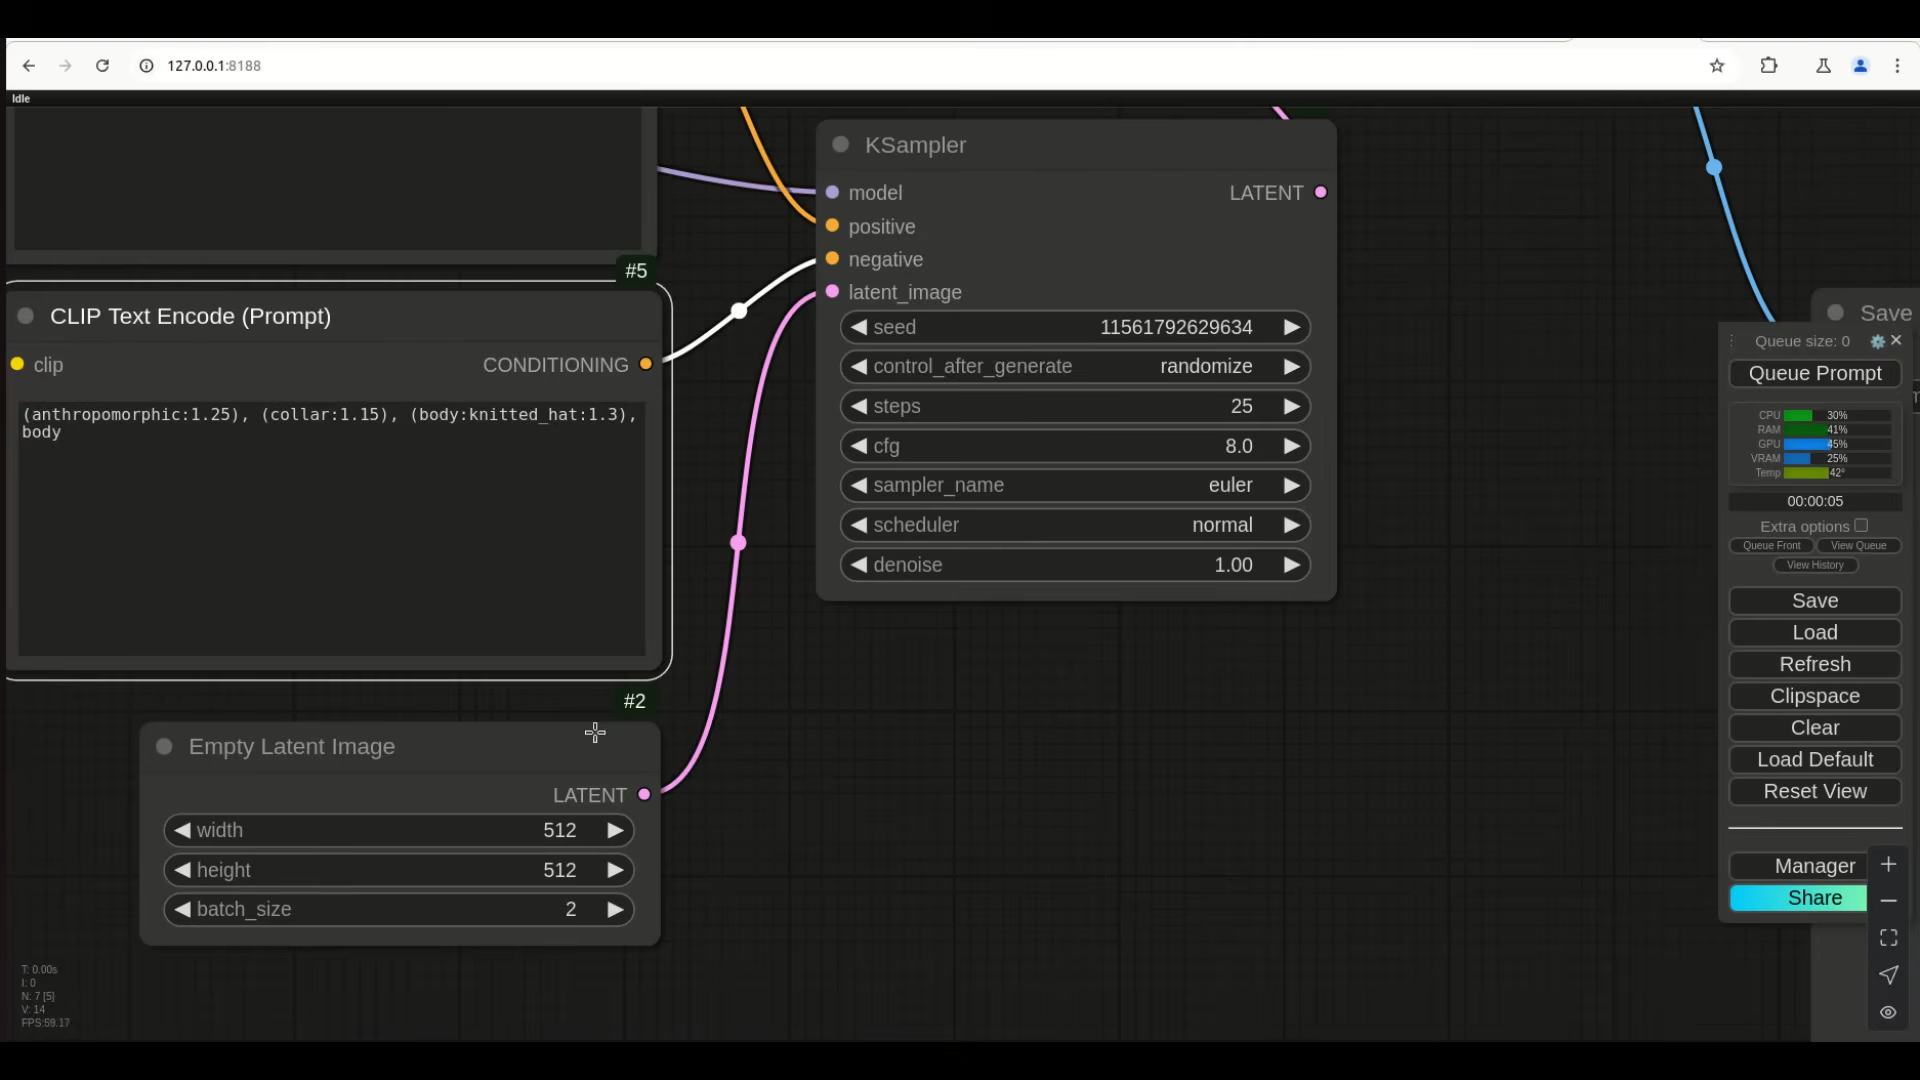 127.0.0.1:8188
Idle
KSampler
model
LATENT
positive
negative
latent_image
seed 11561792629634
control_after_generate randomize
steps 25
cfg 8.0
sampler_name euler
scheduler normal
denoise 1.00
#5
CLIP Text Encode (Prompt)
clip
CONDITIONING
(anthropomorphic:1.25), (collar:1.15), (body:knitted_hat:1.3),
body
#2
Empty Latent Image
LATENT
width 512
height 512
batch_size 2
T: 0.00s
I: 0
N: 7 [5]
V: 14
FPS:59.17
Save
Queue size: 0
Queue Prompt
CPU 30%
RAM 41%
GPU 45%
VRAM 25%
Temp 42°
00:00:05
Extra options
Queue Front View Queue
View History
Save
Load
Refresh
Clipspace
Clear
Load Default
Reset View
Manager
Share